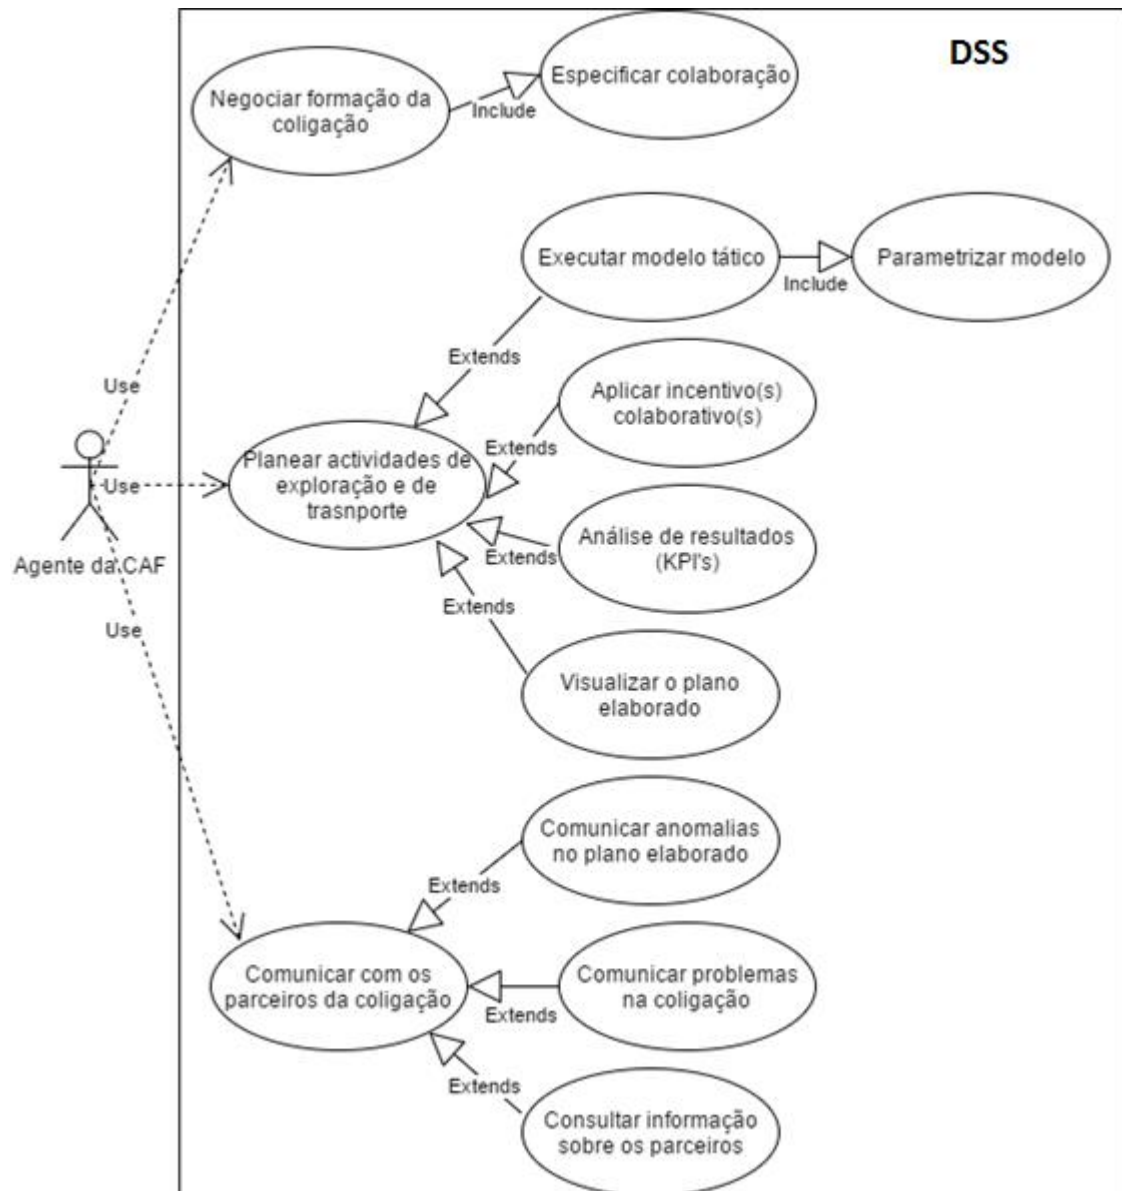 DSS
Negociar formação da
coligação
Include
Especificar colaboração
Executar modelo tático
Include
Parametrizar modelo
Extends
Use
Aplicar incentivo(s)
colaborativo(s)
Extends
Agente da CAF
Use
Planear actividades de
exploração e de
trasnporte
Extends
Análise de resultados
(KPI's)
Extends
Visualizar o plano
elaborado
Use
Comunicar anomalias
no plano elaborado
Extends
Comunicar com os
parceiros da coligação
Extends
Comunicar problemas
na coligação
Extends
Consultar informação
sobre os parceiros